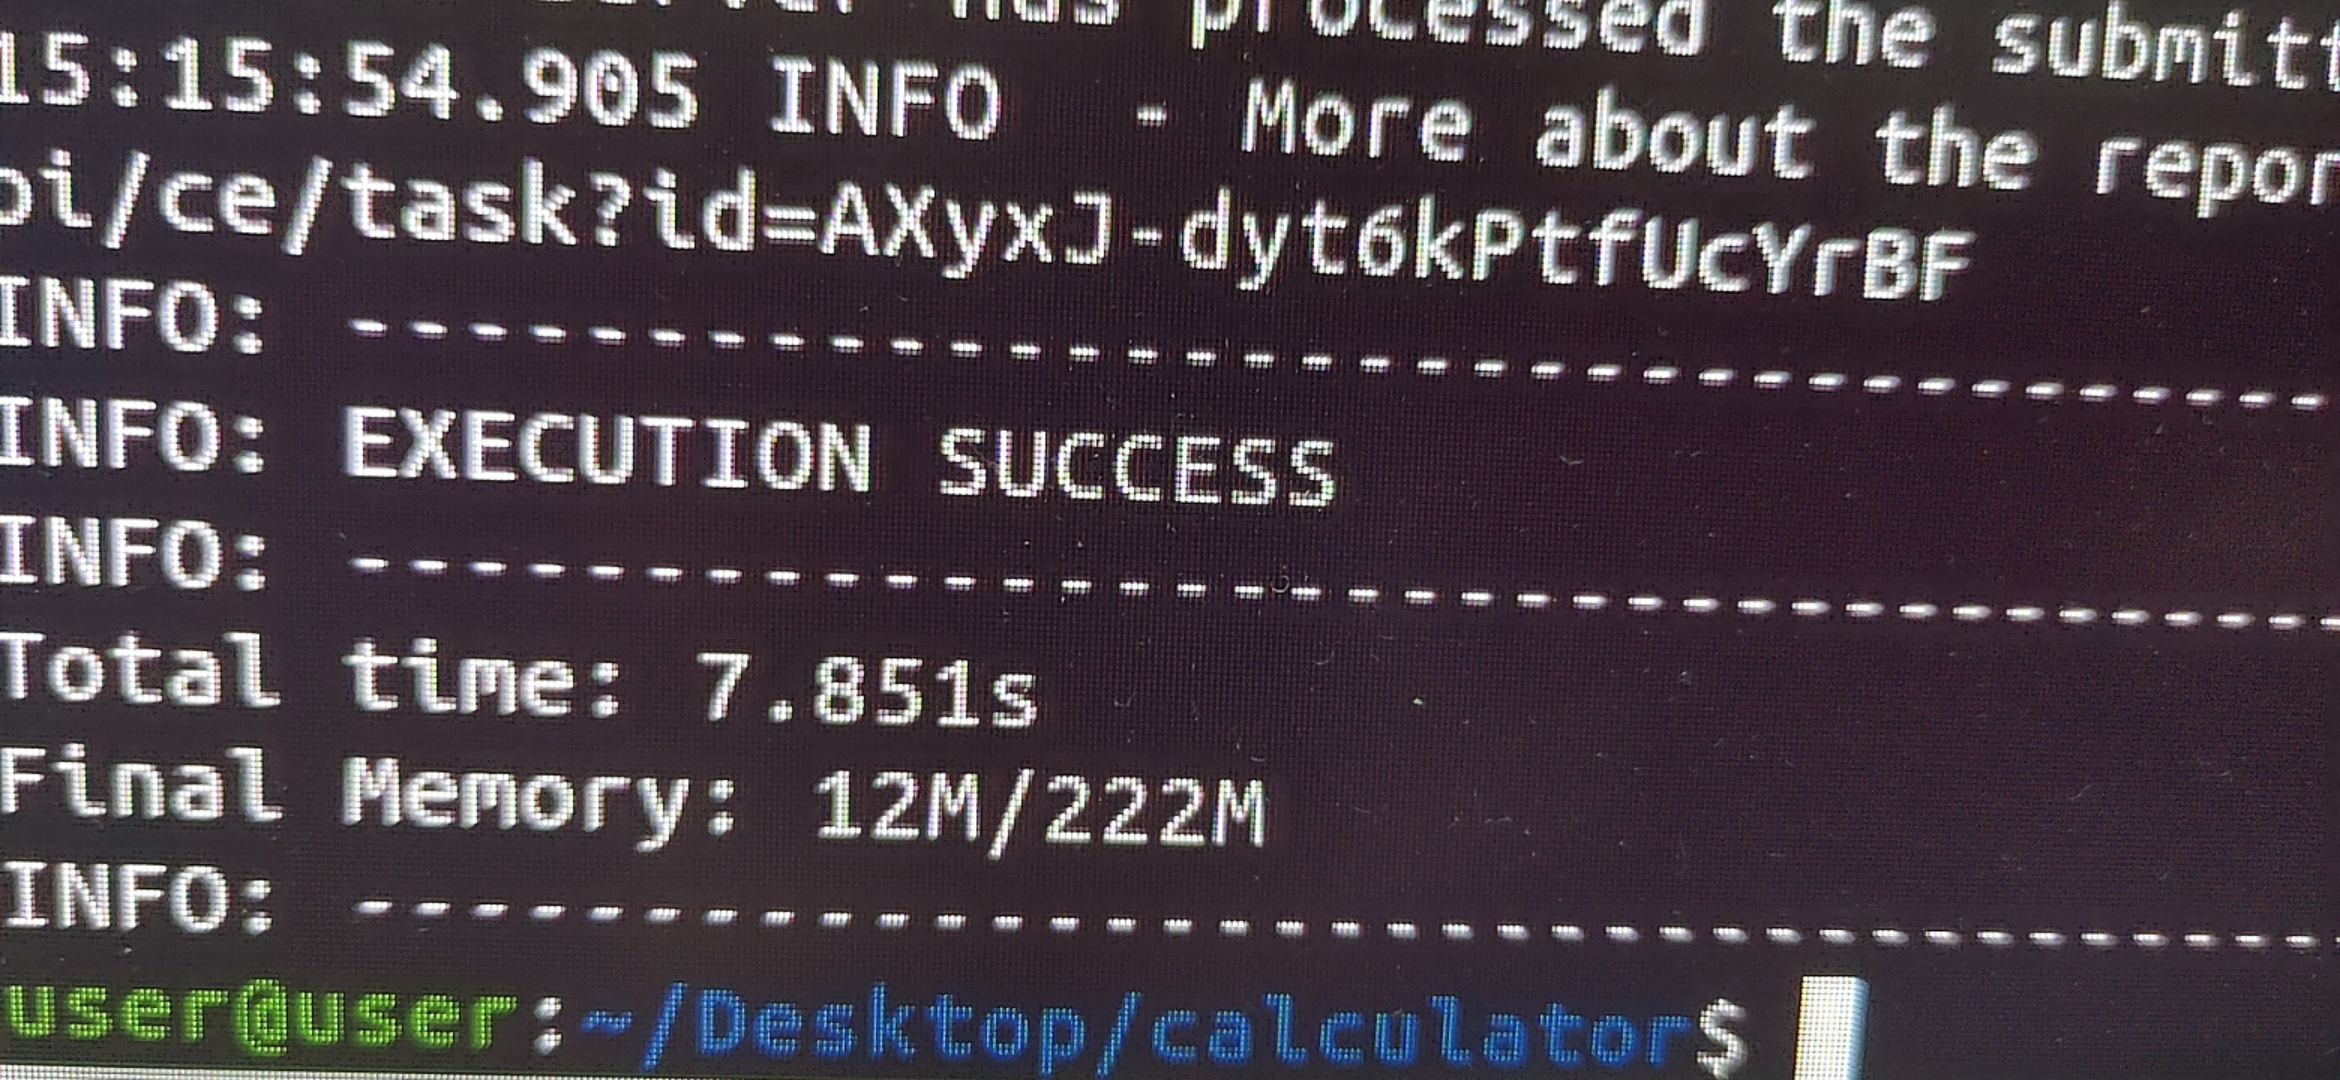 has processed the submitt
15:15:54.905 INFO  - More about the repor
pi/ce/task?id=AXyxJ-dyt6kPtfUcYrBF
INFO: -----------------------------------
INFO: EXECUTION SUCCESS
INFO: -----------------------------------
Total time: 7.851s
Final Memory: 12M/222M
INFO: -----------------------------------
user@user:~/Desktop/calculator$